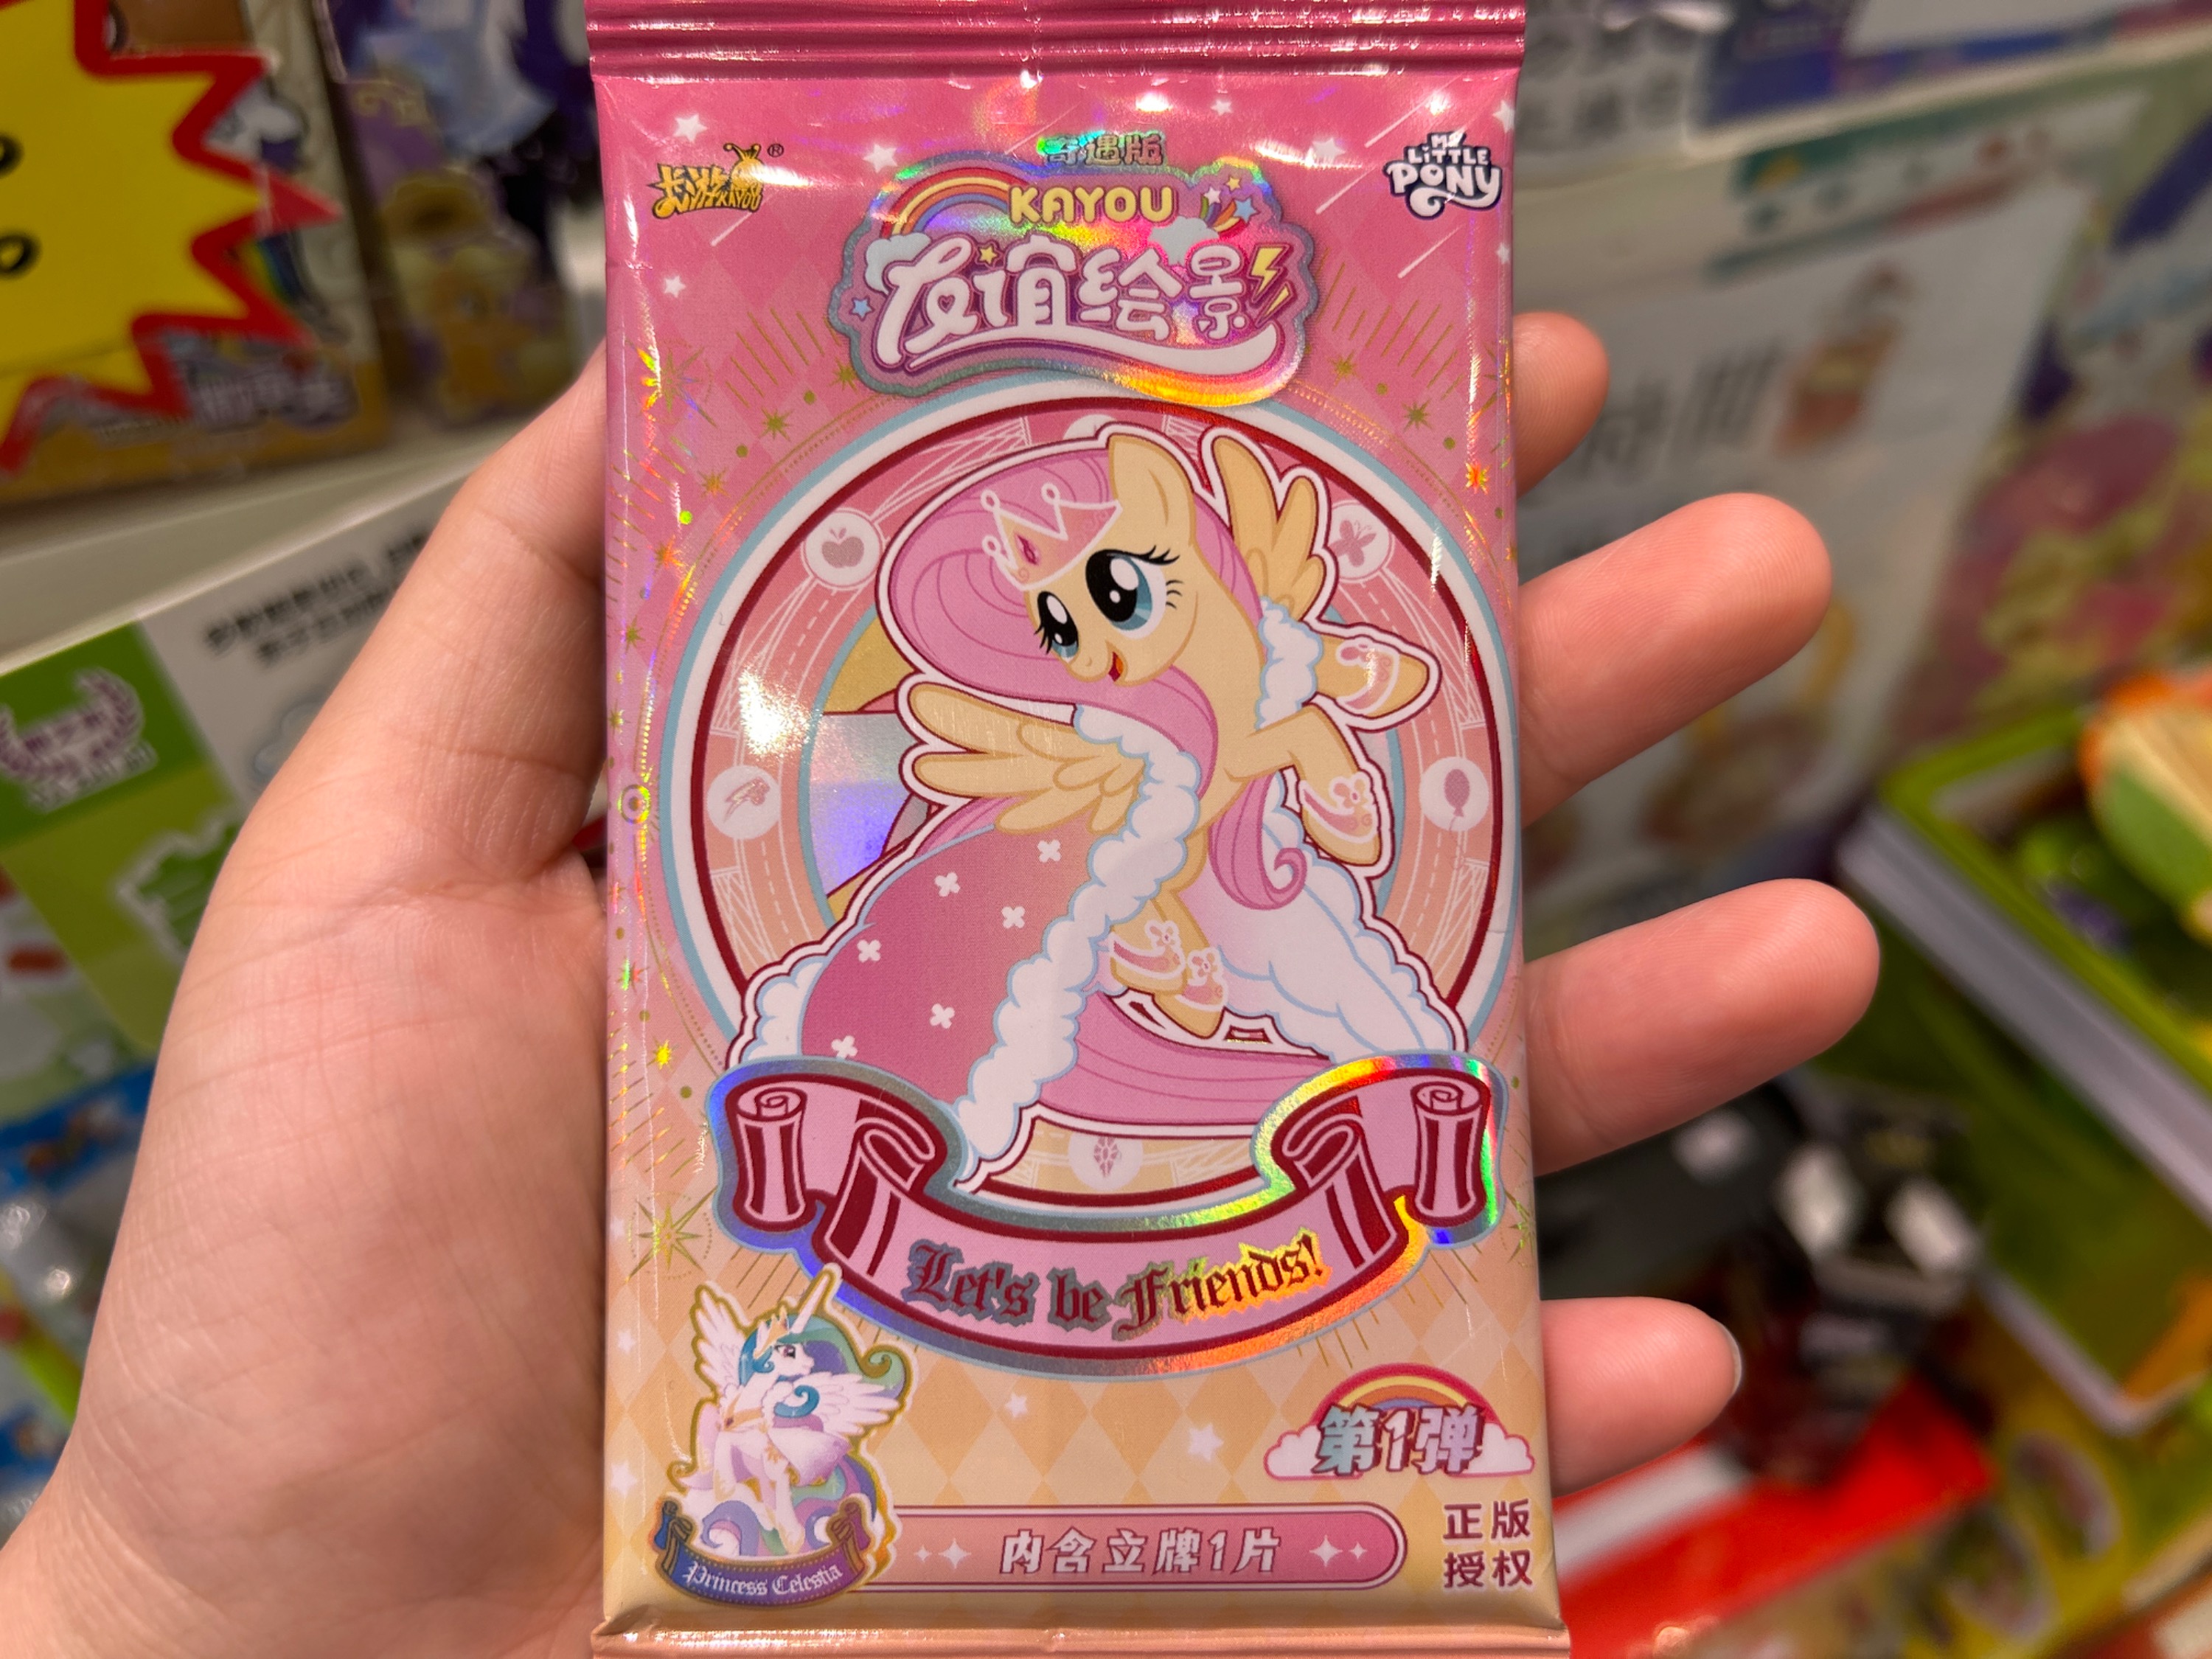 奇遇版
卡游 KAYOU ®
MY LITTLE PONY
KAYOU
友谊绘景
Let's be Friends!
第1弹
Princess Celestia
内含立牌1片
正版
授权